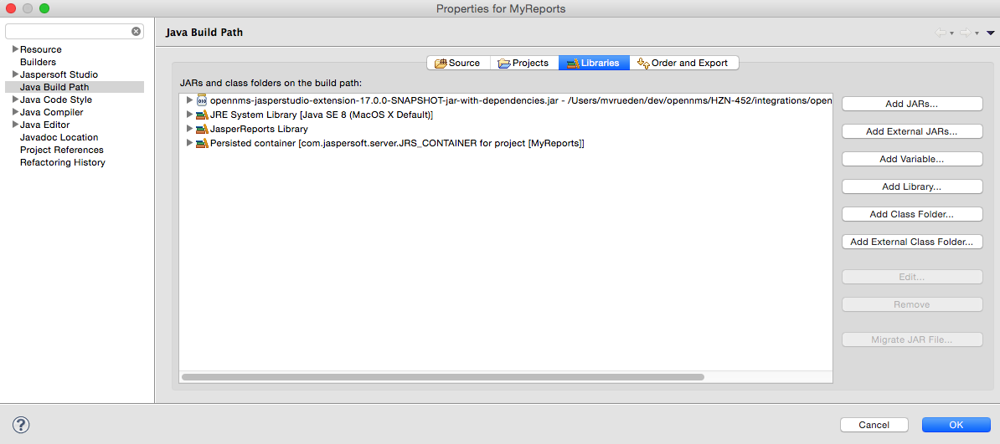 Properties for MyReports
Java Build Path
Resource
Builders
Jaspersoft Studio
Java Build Path
Java Code Style
Java Compiler
Java Editor
Javadoc Location
Project References
Refactoring History
Source
Projects
Libraries
Order and Export
JARs and class folders on the build path:
opennms-jasperstudio-extension-17.0.0-SNAPSHOT-jar-with-dependencies.jar - /Users/mvrueden/dev/opennms/HZN-452/integrations/open
JRE System Library [Java SE 8 (MacOS X Default)]
JasperReports Library
Persisted container [com.jaspersoft.server.JRS_CONTAINER for project [MyReports]]
Add JARs...
Add External JARs...
Add Variable...
Add Library...
Add Class Folder...
Add External Class Folder...
Edit...
Remove
Migrate JAR File...
?
Cancel
OK